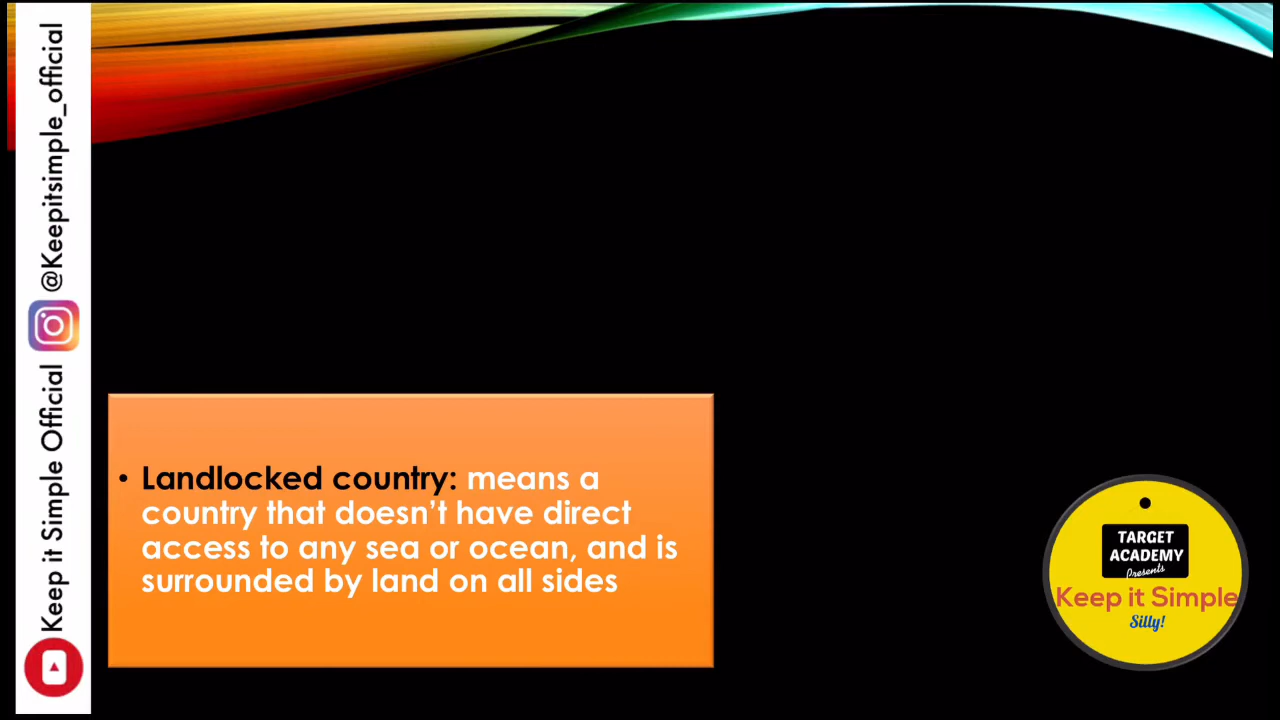 @Keepitsimple_official
Keep it Simple Official
• Landlocked country: means a
country that doesn't have direct
access to any sea or ocean, and is
surrounded by land on all sides
TARGET
ACADEMY
Presents
Keep it Simple
Silly!